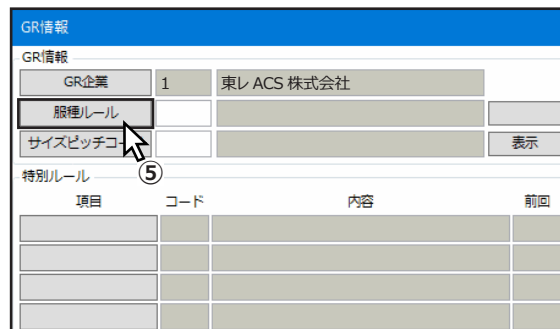 GR情報
GR情報
GR企業 1 東レ ACS 株式会社
服種ルール
サイズピッチコー 表示
⑤
特別ルール
項目 コード 内容 前回